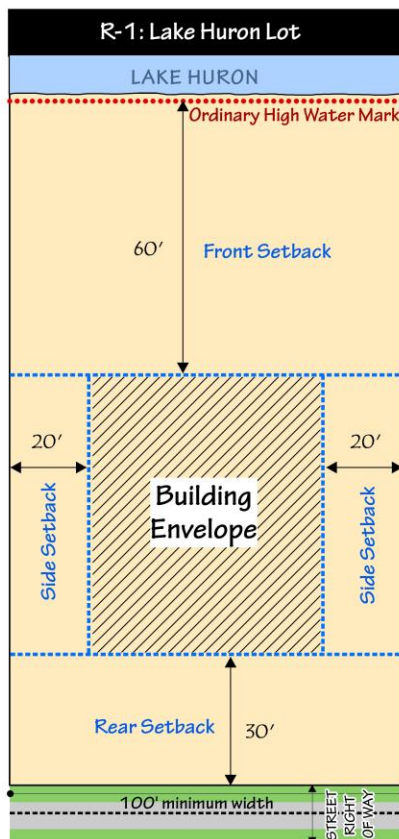 R-1: Lake Huron Lot
LAKE HURON
Ordinary High Water Mark
60'
Front Setback
20'
20'
Side Setback
Building
Envelope
Side Setback
Rear Setback
30'
100' minimum width
STREET
RIGHT
OF WAY